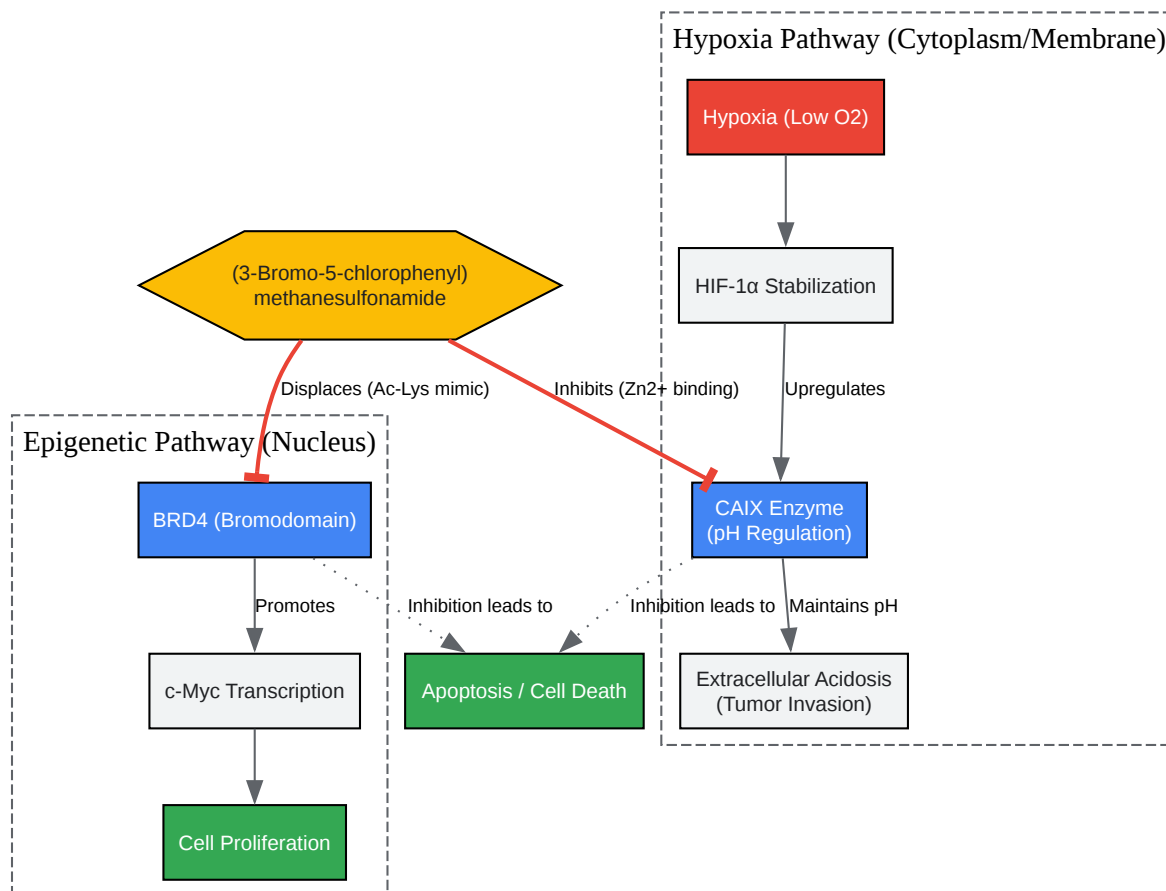 Hypoxia Pathway (Cytoplasm/Membrane)
Hypoxia (Low O2)
(3-Bromo-5-chlorophenyl)
methanesulfonamide
HIF-1α Stabilization
Displaces (Ac-Lys mimic)
Inhibits (Zn2+ binding)
Upregulates
Epigenetic Pathway (Nucleus)
BRD4 (Bromodomain)
CAIX Enzyme
(pH Regulation)
Promotes
Inhibition leads to
Inhibition leads to
Maintains pH
c-Myc Transcription
Apoptosis / Cell Death
Extracellular Acidosis
(Tumor Invasion)
Cell Proliferation